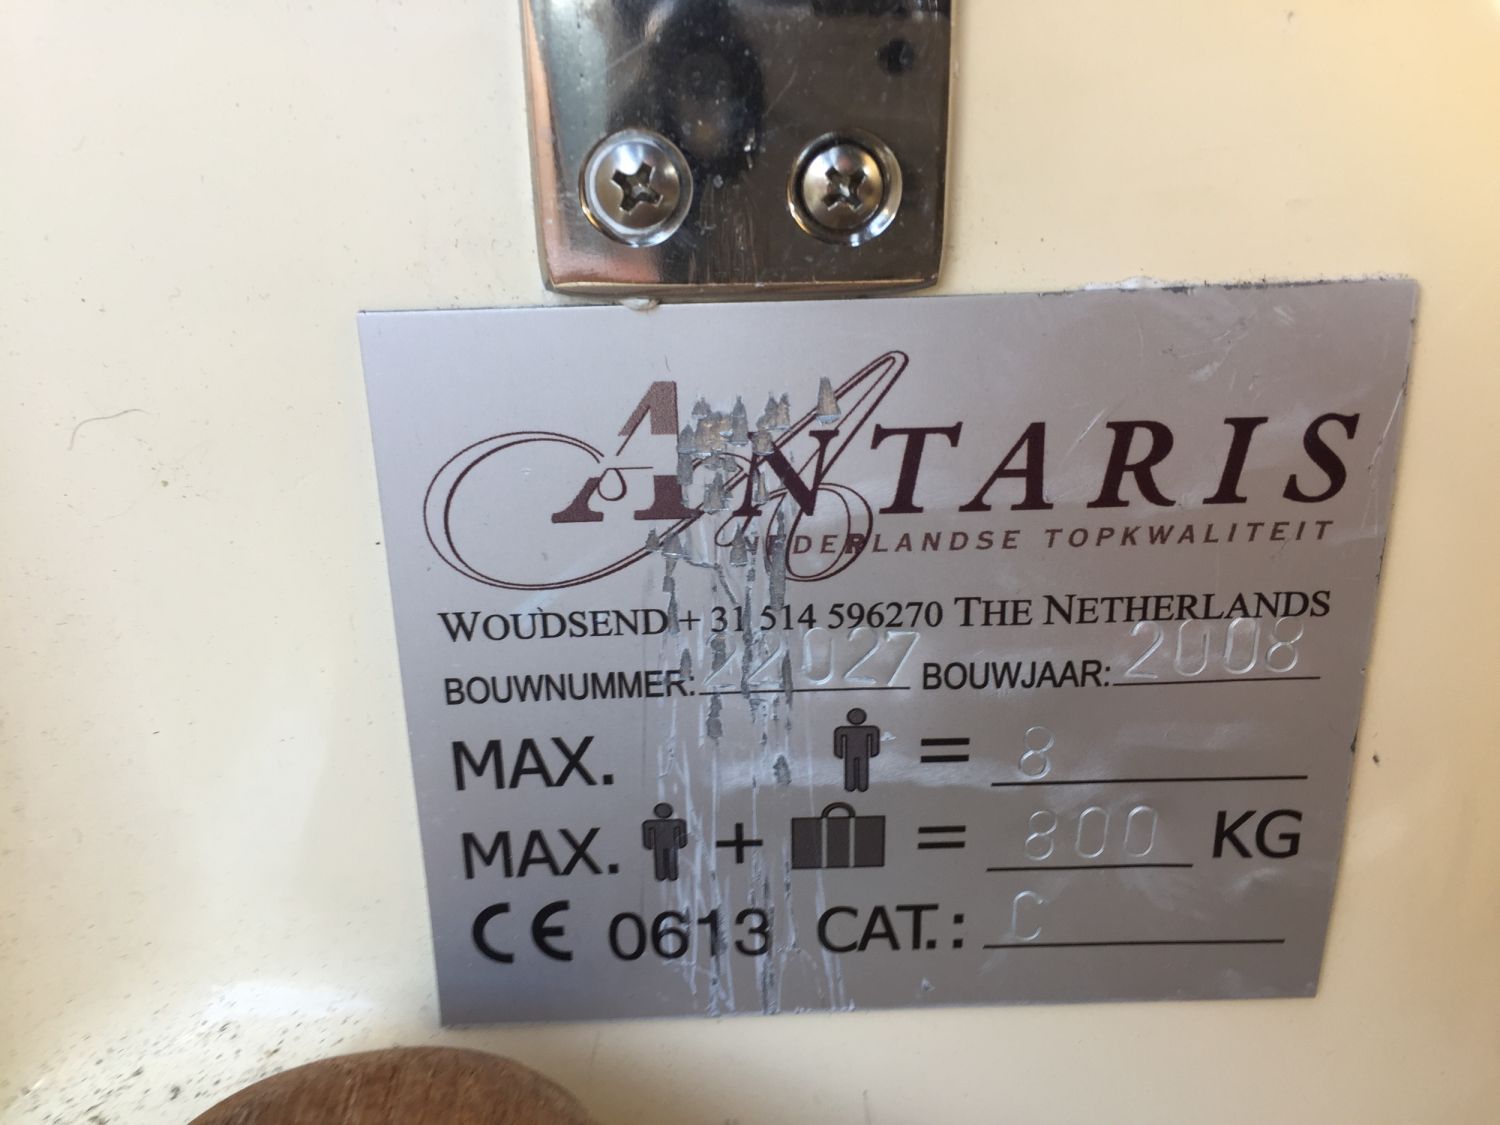 ANTARIS
NEDERLANDSE TOPKWALITEIT
WOUDSEND + 31 514 596270 THE NETHERLANDS
BOUWNUMMER: 22027 BOUWJAAR: 2008
MAX. = 8
MAX. + = 800 KG
CE 0613 CAT.: C